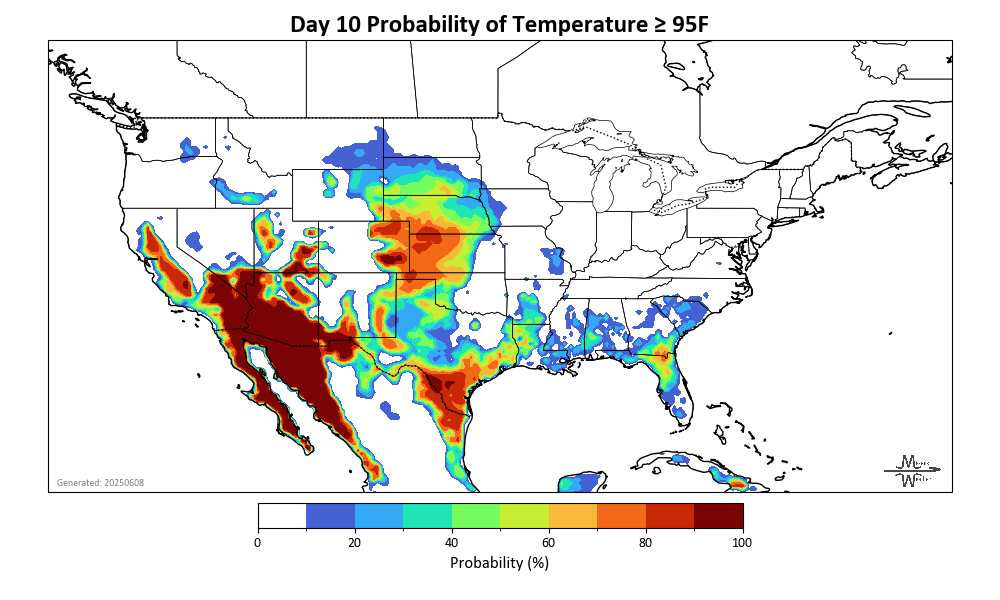 Day 10 Probability of Temperature ≥ 95F
Generated: 20250608
0 20 40 60 80 100
Probability (%)